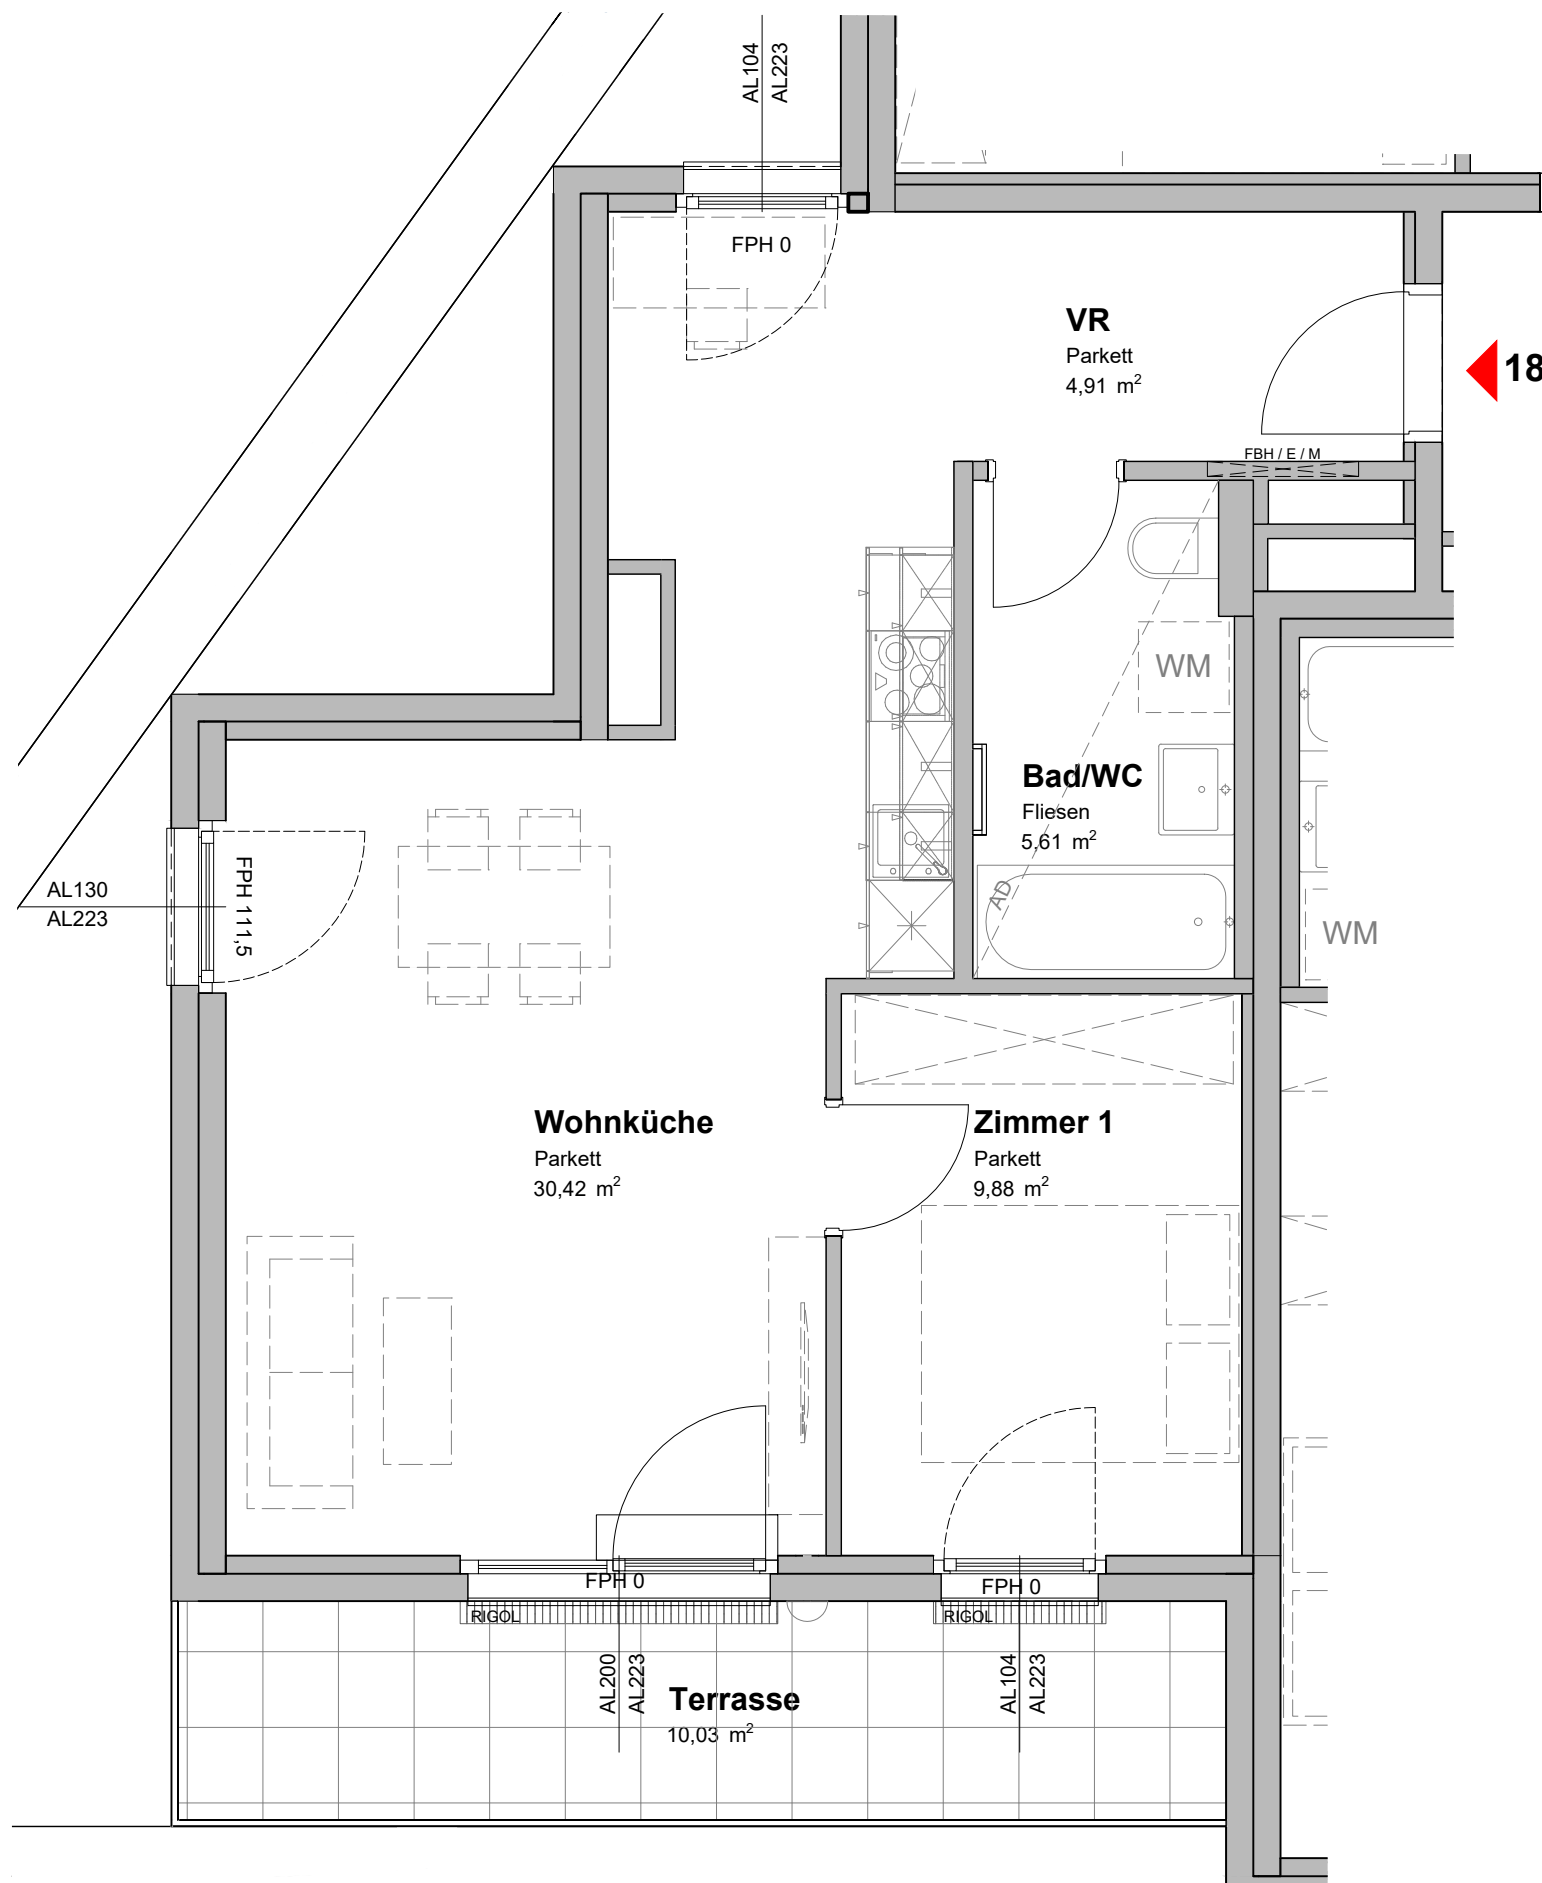 AL104
AL223
FPH 0
VR
Parkett
4,91 m²
18
FBH / E / M
WM
Bad/WC
Fliesen
5,61 m²
AL130
AL223
FPH 111,5
AD
WM
Wohnküche
Parkett
30,42 m²
Zimmer 1
Parkett
9,88 m²
FPH 0
FPH 0
RIGOL
RIGOL
AL200
AL223
AL104
AL223
Terrasse
10,03 m²